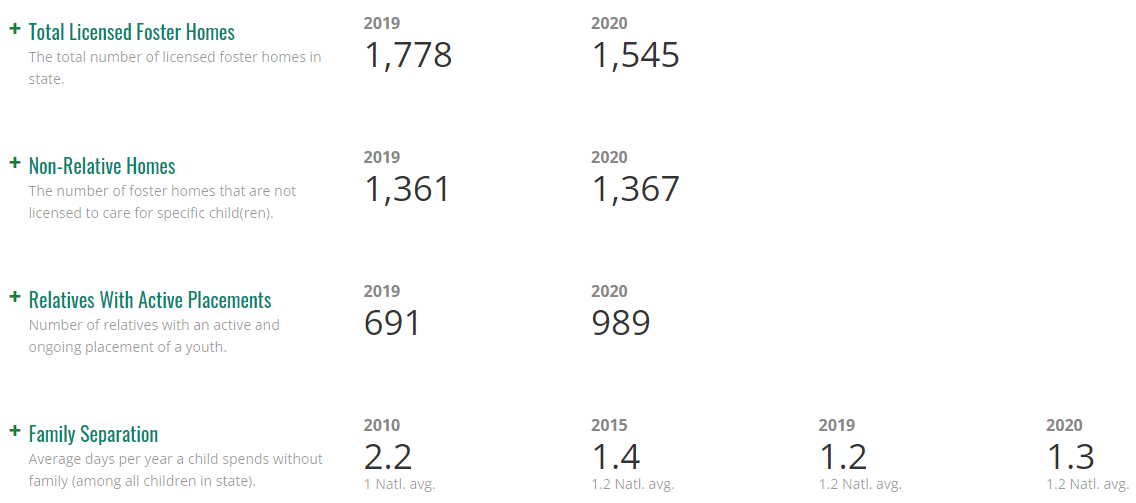 + Total Licensed Foster Homes
The total number of licensed foster homes in
state.
2019
1,778
2020
1,545
+ Non-Relative Homes
The number of foster homes that are not
licensed to care for specific child(ren).
2019
1,361
2020
1,367
+ Relatives With Active Placements
Number of relatives with an active and
ongoing placement of a youth.
2019
691
2020
989
+ Family Separation
Average days per year a child spends without
family (among all children in state).
2010
2.2
1 Natl. avg.
2015
1.4
1.2 Natl. avg.
2019
1.2
1.2 Natl. avg.
2020
1.3
1.2 Natl. avg.